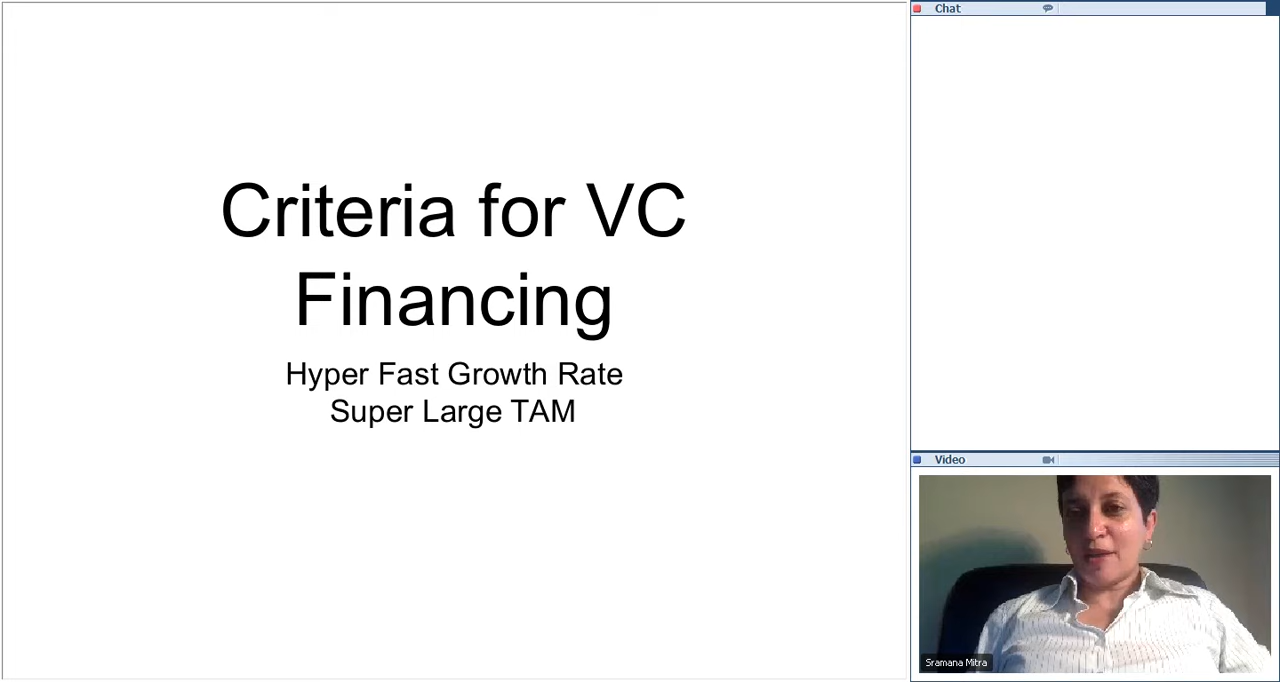 Criteria for VC
Financing
Hyper Fast Growth Rate
Super Large TAM
Chat
Video
Sramana Mitra